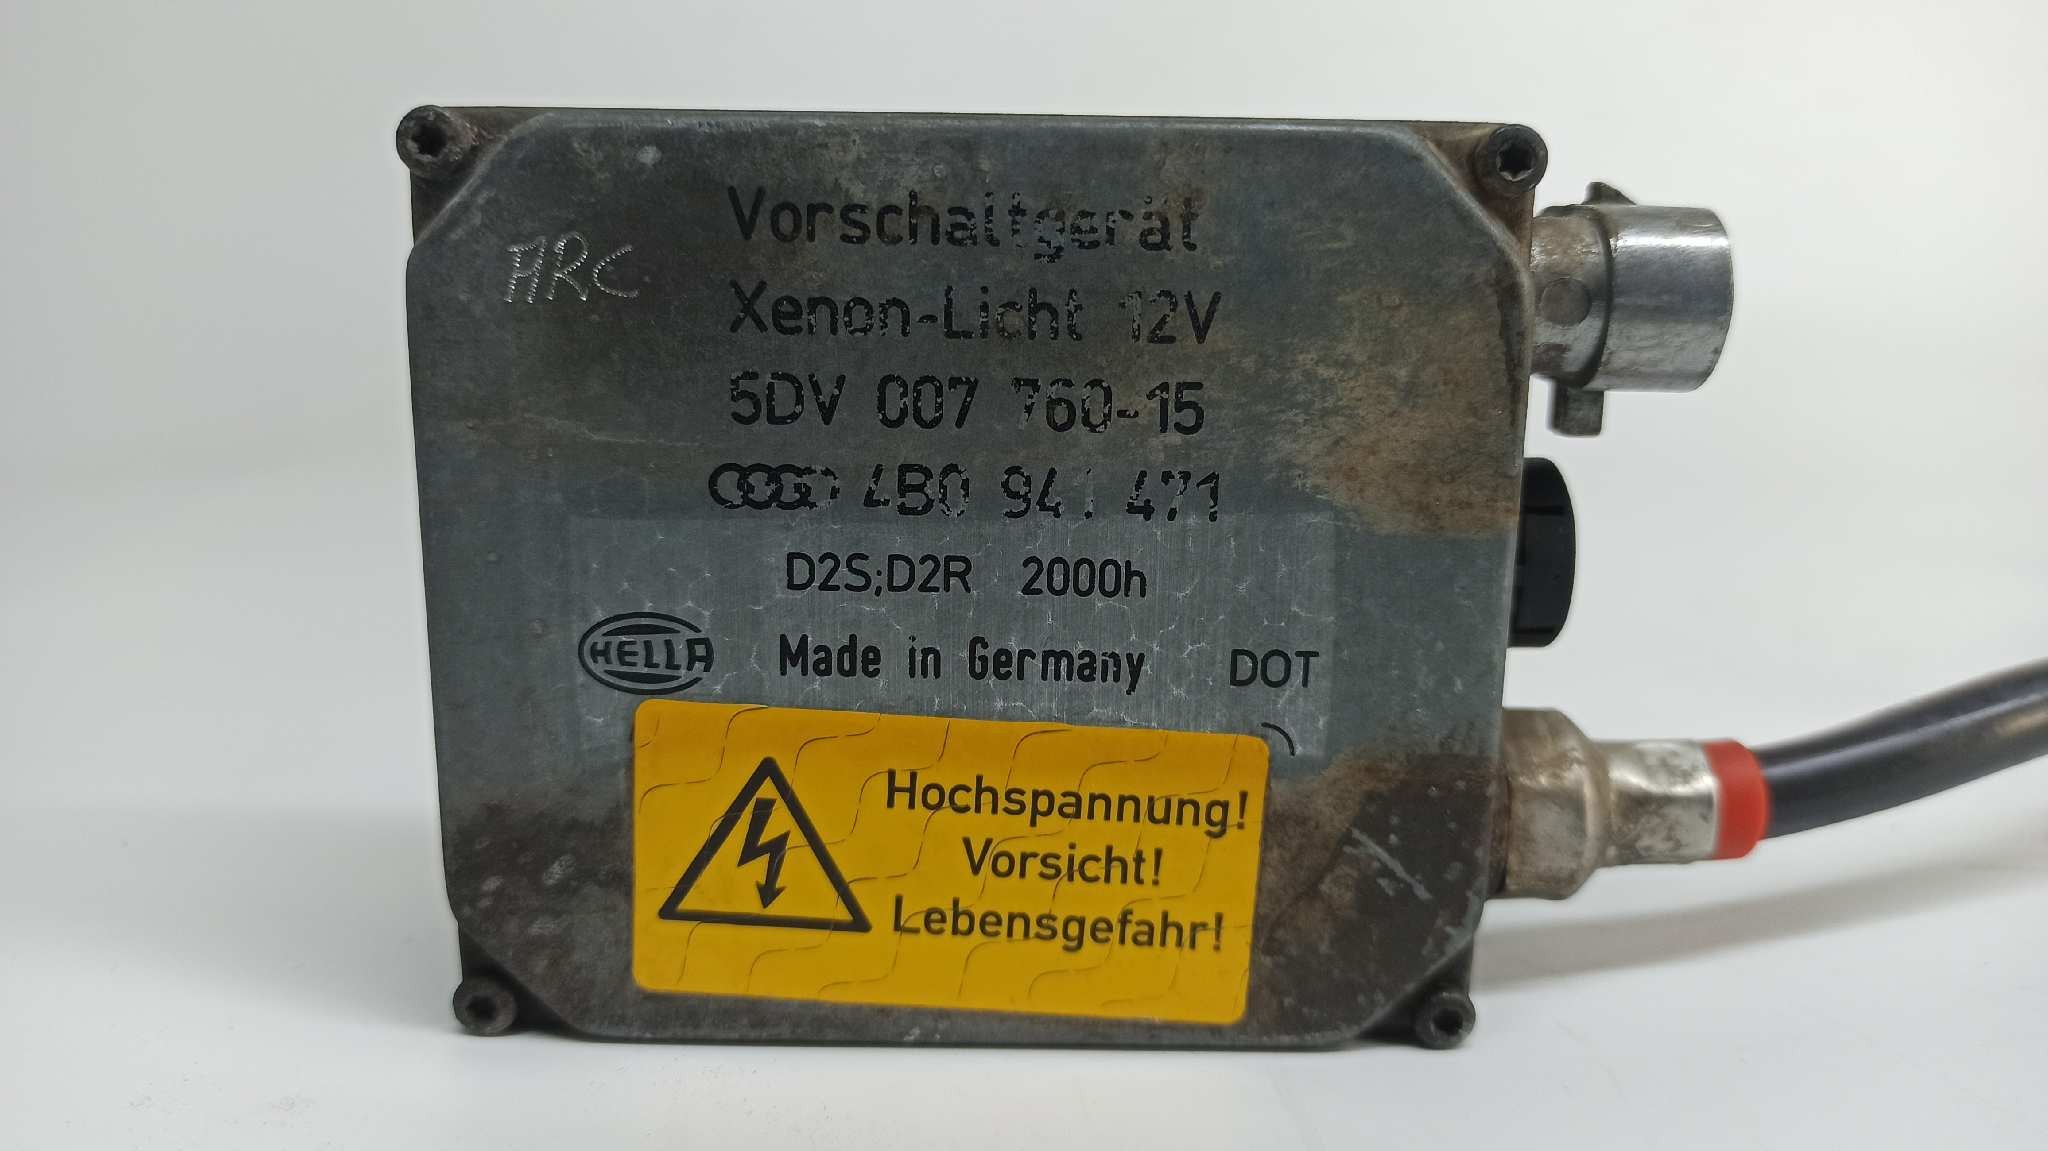 ARC
Vorschaltgerät
Xenon-Licht 12V
5DV 007 760-15
4B0 941 471
D2S;D2R 2000h
HELLA Made in Germany DOT
Hochspannung!
Vorsicht!
Lebensgefahr!